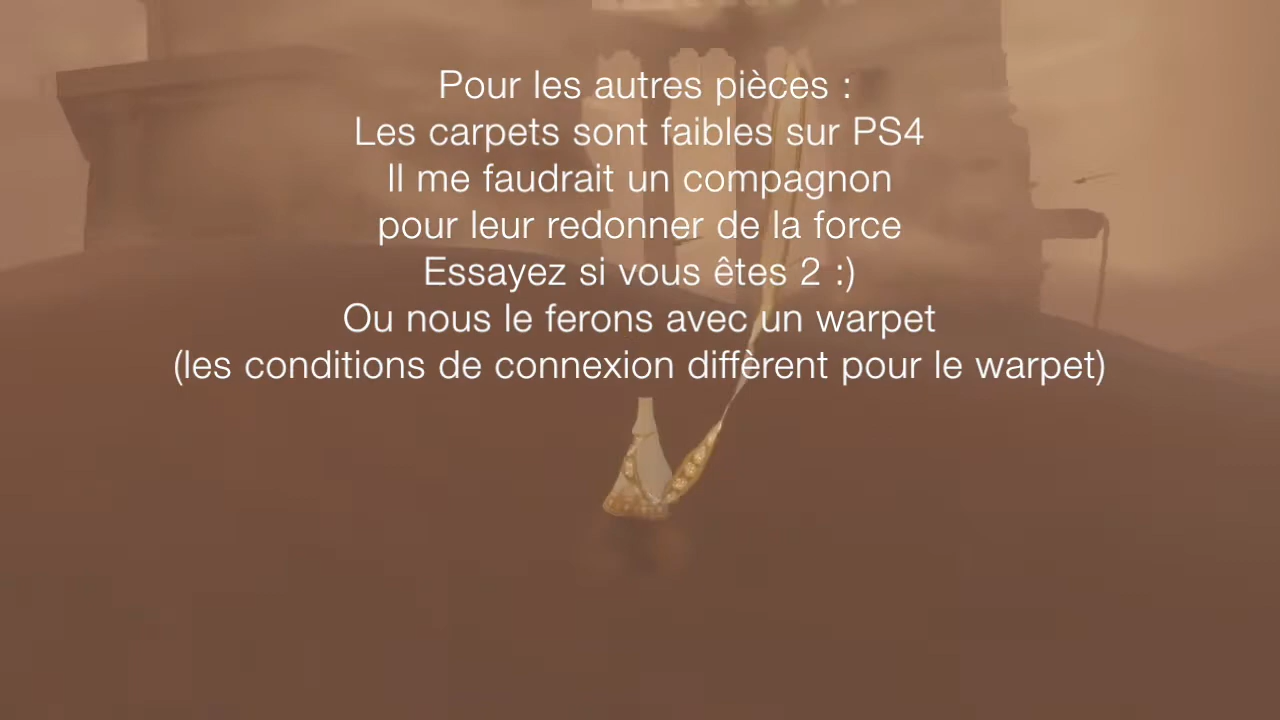 Pour les autres pièces :
Les carpets sont faibles sur PS4
Il me faudrait un compagnon
pour leur redonner de la force
Essayez si vous êtes 2 :)
Ou nous le ferons avec un warpet
(les conditions de connexion diffèrent pour le warpet)